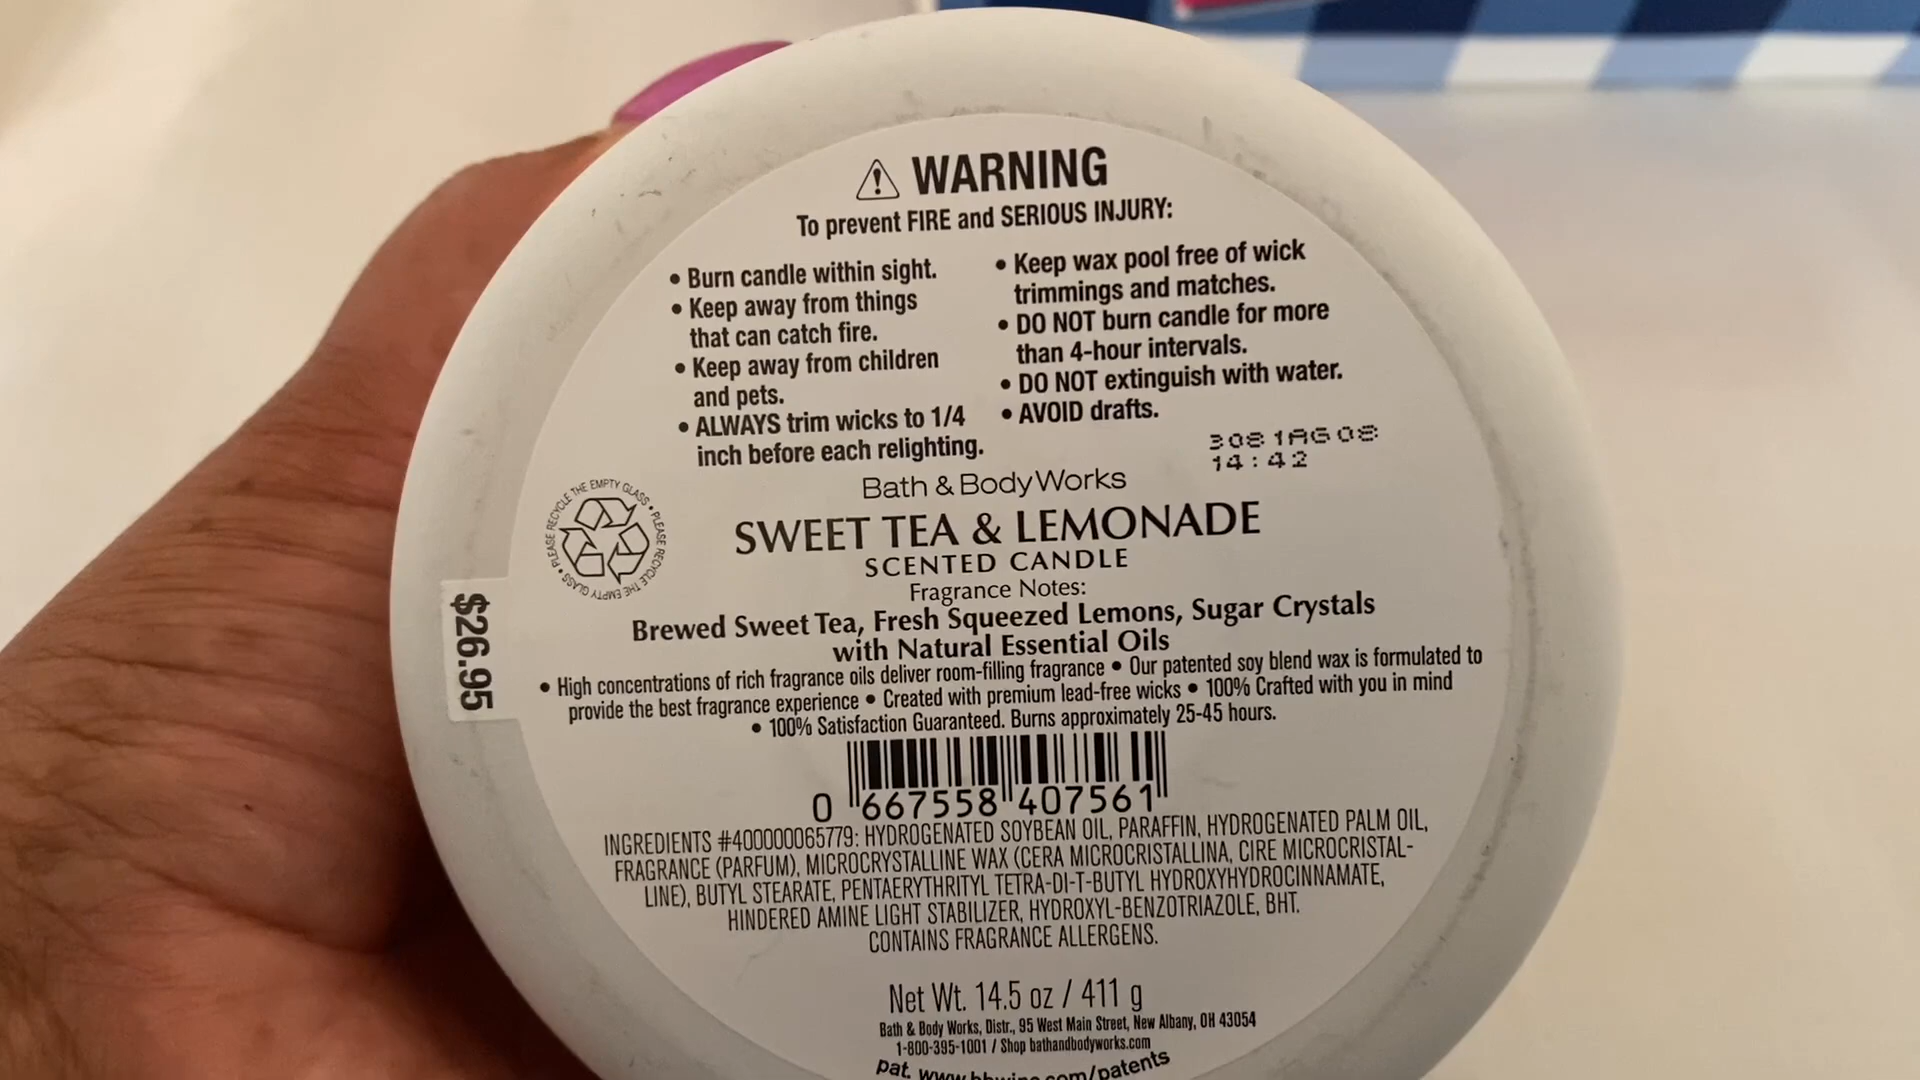 WARNING
To prevent FIRE and SERIOUS INJURY:
• Burn candle within sight.
• Keep away from things
that can catch fire.
• Keep away from children
and pets.
• ALWAYS trim wicks to 1/4
inch before each relighting.
• Keep wax pool free of wick
trimmings and matches.
• DO NOT burn candle for more
than 4-hour intervals.
• DO NOT extinguish with water.
• AVOID drafts.
3081AG08
14:42
PLEASE RECYCLE THE EMPTY GLASS • PLEASE RECYCLE THE EMPTY GLASS •
Bath & Body Works
SWEET TEA & LEMONADE
SCENTED CANDLE
Fragrance Notes:
Brewed Sweet Tea, Fresh Squeezed Lemons, Sugar Crystals
with Natural Essential Oils
$26.95
• High concentrations of rich fragrance oils deliver room-filling fragrance • Our patented soy blend wax is formulated to
provide the best fragrance experience • Created with premium lead-free wicks • 100% Crafted with you in mind
• 100% Satisfaction Guaranteed. Burns approximately 25-45 hours.
0 667558 407561
INGREDIENTS #400000065779: HYDROGENATED SOYBEAN OIL, PARAFFIN, HYDROGENATED PALM OIL,
FRAGRANCE (PARFUM), MICROCRYSTALLINE WAX (CERA MICROCRISTALLINA, CIRE MICROCRISTAL-
LINE), BUTYL STEARATE, PENTAERYTHRITYL TETRA-DI-T-BUTYL HYDROXYHYDROCINNAMATE,
HINDERED AMINE LIGHT STABILIZER, HYDROXYL-BENZOTRIAZOLE, BHT.
CONTAINS FRAGRANCE ALLERGENS.
Net Wt. 14.5 oz / 411 g
Bath & Body Works, Distr., 95 West Main Street, New Albany, OH 43054
1-800-395-1001 / Shop bathandbodyworks.com
pat.